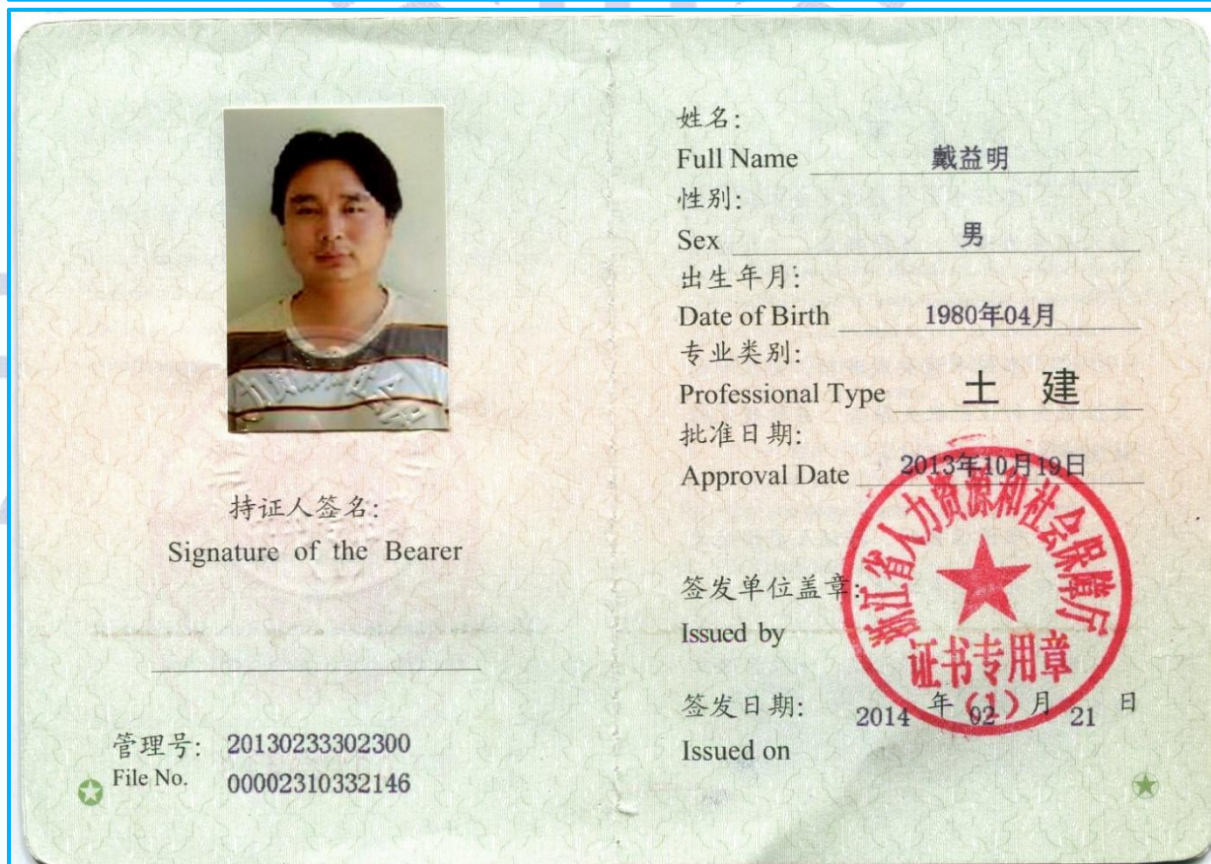 持证人签名:
Signature of the Bearer
管理号: 20130233302300
File No. 00002310332146
姓名:
Full Name 戴益明
性别:
Sex 男
出生年月:
Date of Birth 1980年04月
专业类别:
Professional Type 土 建
批准日期:
Approval Date 2013年10月19日
签发单位盖章:
Issued by
浙江省人力资源和社会保障厅
证书专用章
(1)
签发日期: 2014 年 02 月 21 日
Issued on